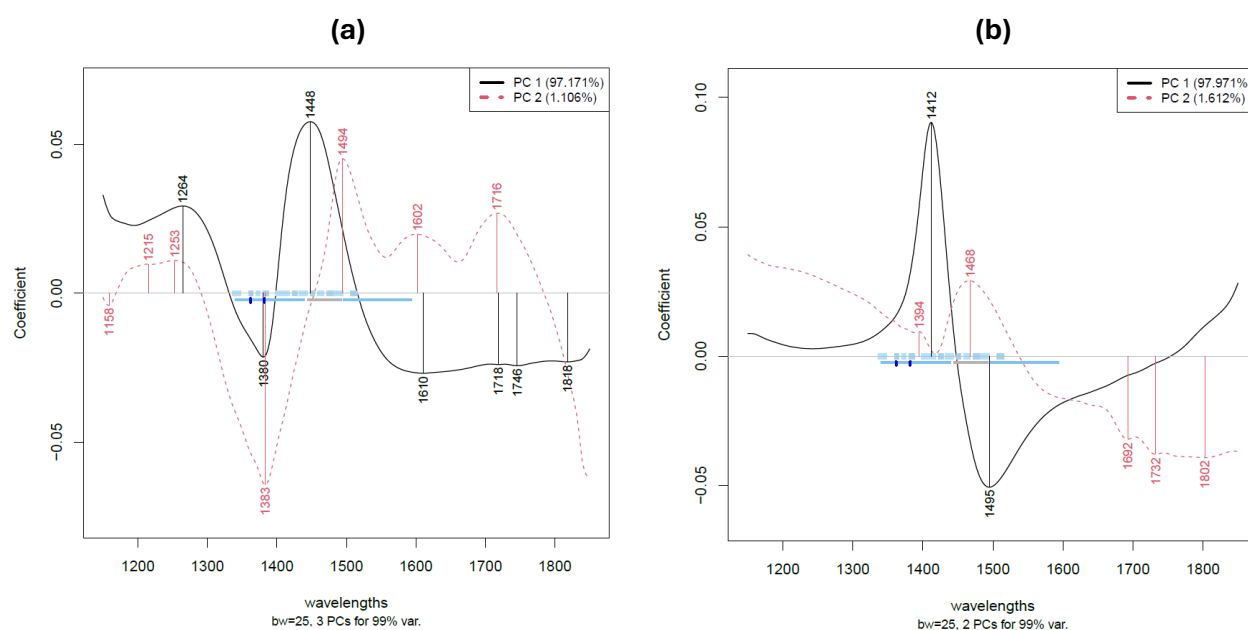 (a)
PC 1 (97.171%)
PC 2 (1.106%)
Coefficient
0.05
0.00
−0.05
1158
1215
1253
1264
1380
1383
1448
1494
1602
1610
1716
1718
1746
1818
1200 1300 1400 1500 1600 1700 1800
wavelengths
bw=25, 3 PCs for 99% var.
(b)
PC 1 (97.971%)
PC 2 (1.612%)
Coefficient
0.10
0.05
0.00
−0.05
1394
1412
1468
1495
1692
1732
1802
1200 1300 1400 1500 1600 1700 1800
wavelengths
bw=25, 2 PCs for 99% var.